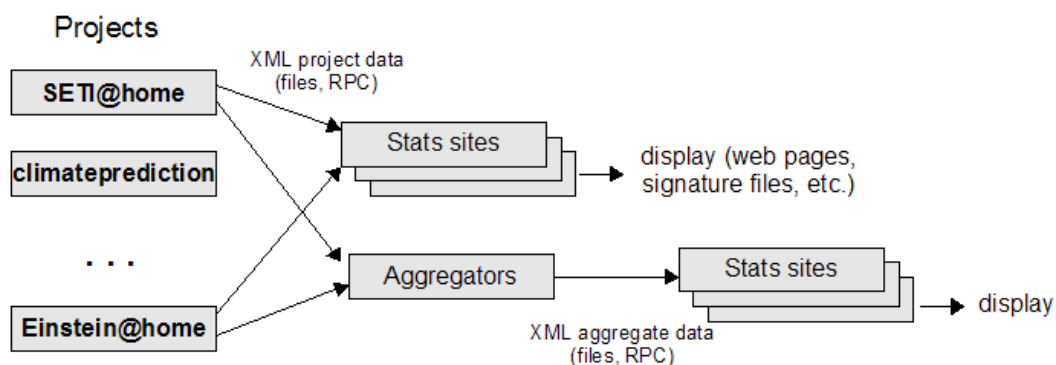 Projects
SETI@home
climateprediction
. . .
Einstein@home
XML project data
(files, RPC)
Stats sites
display (web pages,
signature files, etc.)
Aggregators
Stats sites
display
XML aggregate data
(files, RPC)